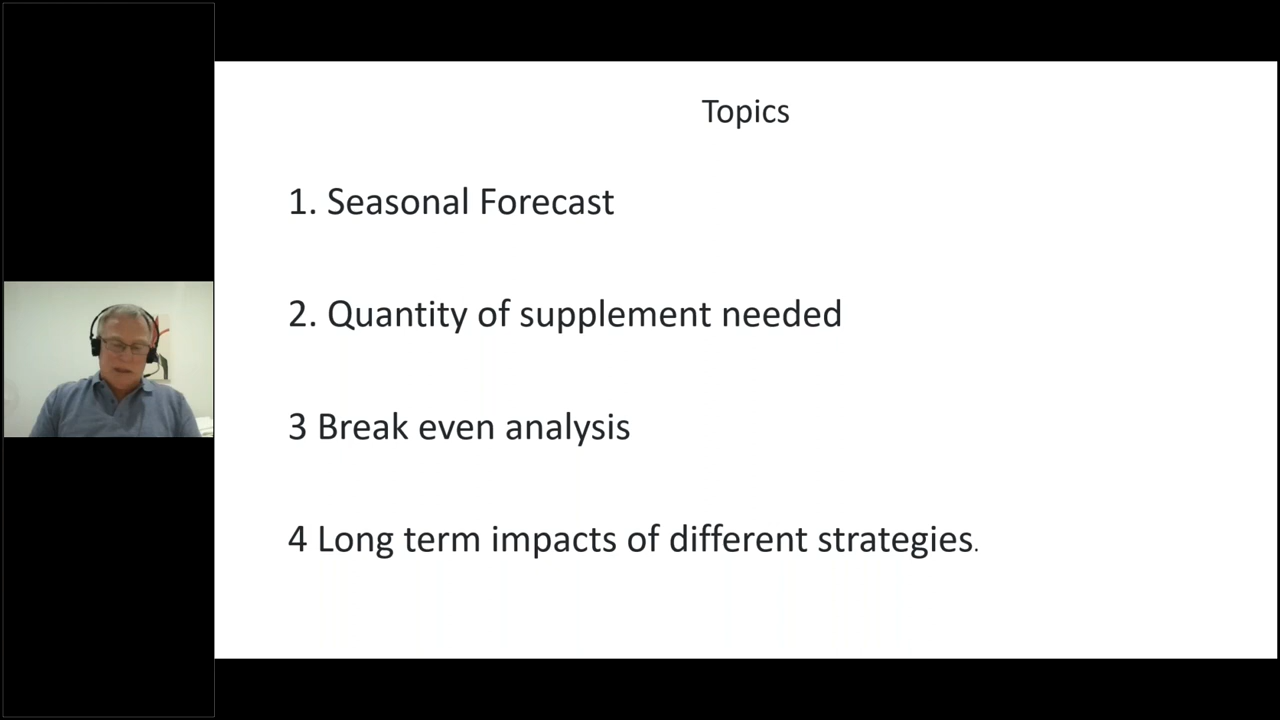 Topics
1. Seasonal Forecast
2. Quantity of supplement needed
3 Break even analysis
4 Long term impacts of different strategies.